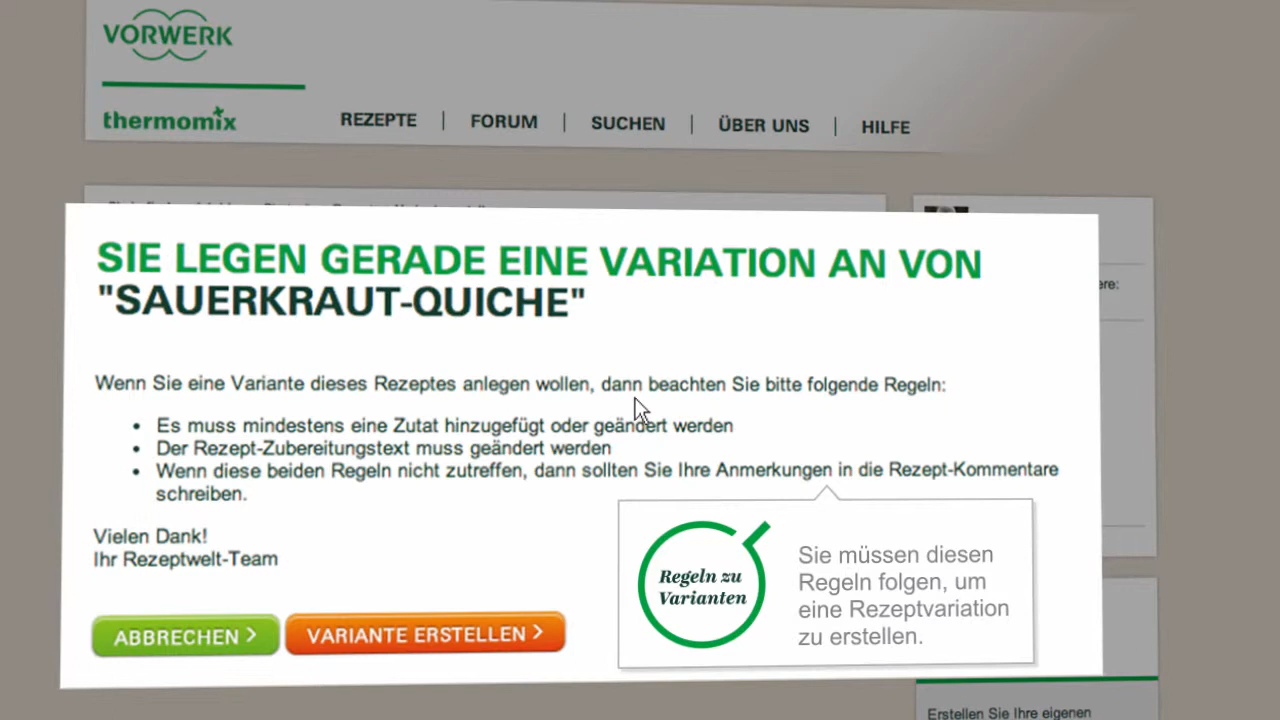 VORWERK
thermomix
REZEPTE | FORUM | SUCHEN | ÜBER UNS | HILFE
SIE LEGEN GERADE EINE VARIATION AN VON
"SAUERKRAUT-QUICHE"
ere:
Wenn Sie eine Variante dieses Rezeptes anlegen wollen, dann beachten Sie bitte folgende Regeln:
• Es muss mindestens eine Zutat hinzugefügt oder geändert werden
• Der Rezept-Zubereitungstext muss geändert werden
• Wenn diese beiden Regeln nicht zutreffen, dann sollten Sie Ihre Anmerkungen in die Rezept-Kommentare
schreiben.
Vielen Dank!
Ihr Rezeptwelt-Team
ABBRECHEN >
VARIANTE ERSTELLEN >
Regeln zu
Varianten
Sie müssen diesen
Regeln folgen, um
eine Rezeptvariation
zu erstellen.
Erstellen Sie Ihre eigenen